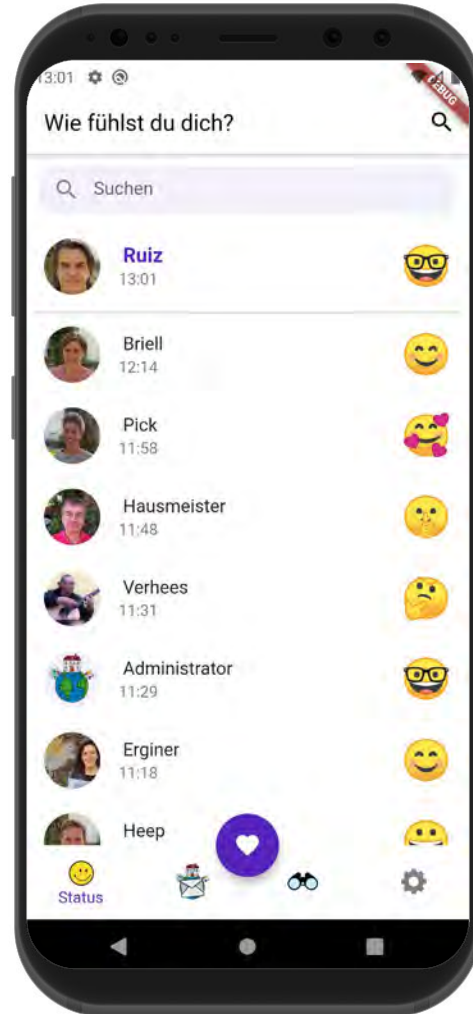 13:01
DEBUG
Wie fühlst du dich?
Suchen
Ruiz
13:01
Briell
12:14
Pick
11:58
Hausmeister
11:48
Verhees
11:31
Administrator
11:29
Erginer
11:18
Heep
Status